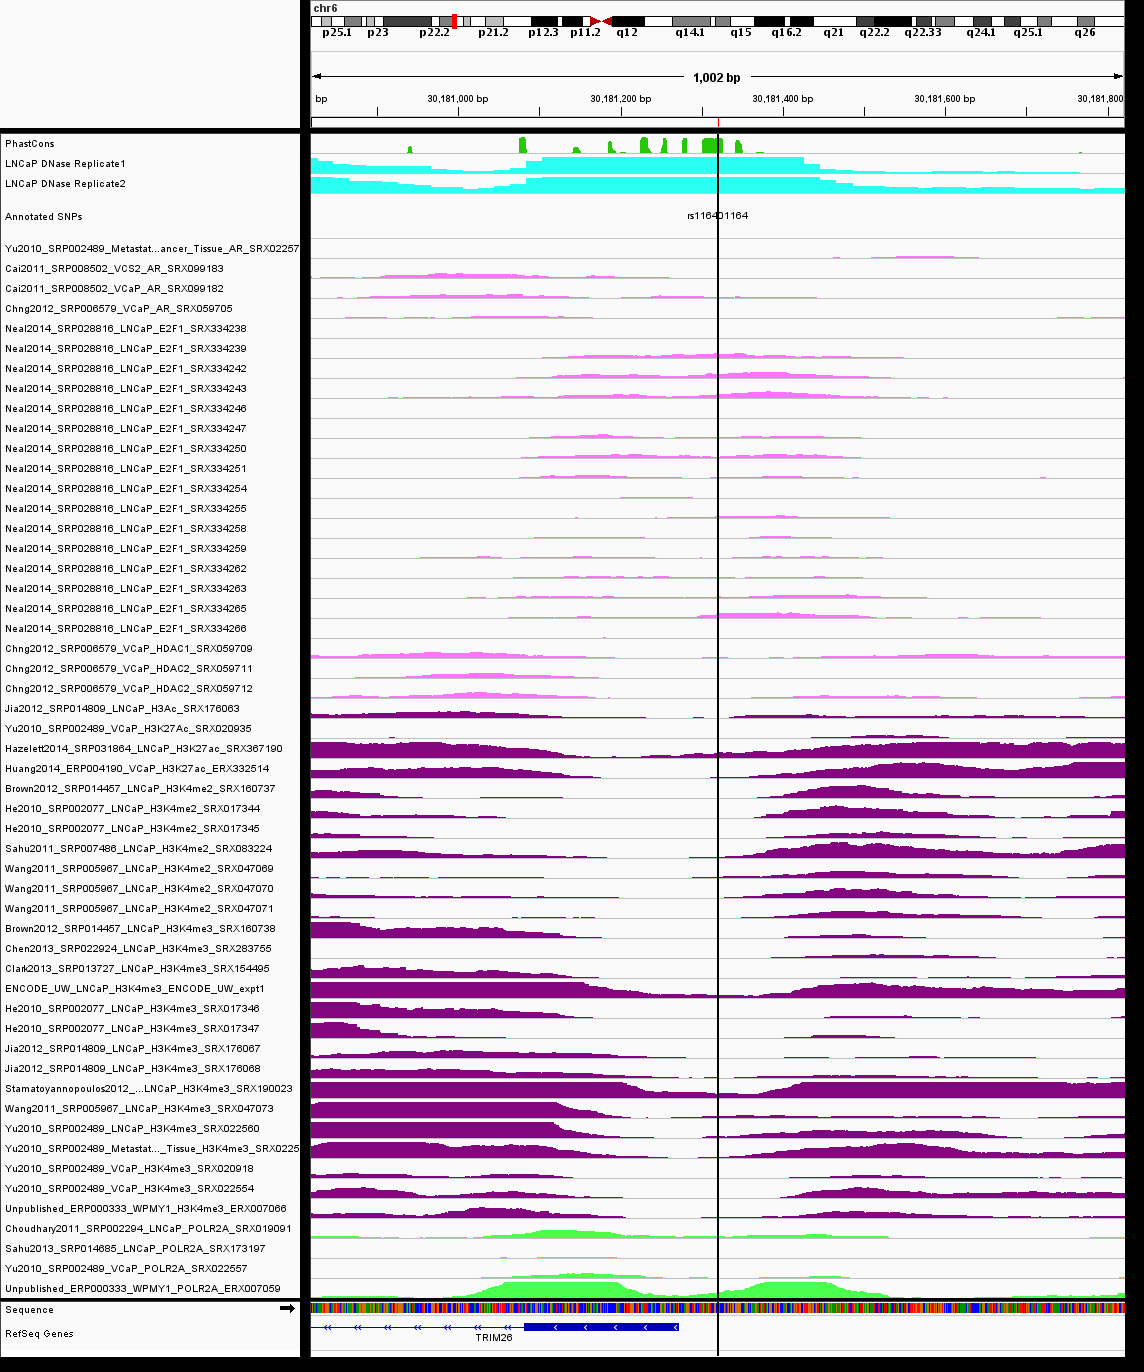 chr6
p25.1 p23 p22.2 p21.2 p12.3 p11.2 q12 q14.1 q15 q16.2 q21 q22.2 q22.33 q24.1 q25.1 q26
1,002 bp
bp 30,181,000 bp 30,181,200 bp 30,181,400 bp 30,181,600 bp 30,181,800
PhastCons
LNCaP DNase Replicate1
LNCaP DNase Replicate2
Annotated SNPs rs116401164
Yu2010_SRP002489_Metastat...ancer_Tissue_AR_SRX02257
Cai2011_SRP008502_VCS2_AR_SRX099183
Cai2011_SRP008502_VCaP_AR_SRX099182
Chng2012_SRP006579_VCaP_AR_SRX059705
Neal2014_SRP028816_LNCaP_E2F1_SRX334238
Neal2014_SRP028816_LNCaP_E2F1_SRX334239
Neal2014_SRP028816_LNCaP_E2F1_SRX334242
Neal2014_SRP028816_LNCaP_E2F1_SRX334243
Neal2014_SRP028816_LNCaP_E2F1_SRX334246
Neal2014_SRP028816_LNCaP_E2F1_SRX334247
Neal2014_SRP028816_LNCaP_E2F1_SRX334250
Neal2014_SRP028816_LNCaP_E2F1_SRX334251
Neal2014_SRP028816_LNCaP_E2F1_SRX334254
Neal2014_SRP028816_LNCaP_E2F1_SRX334255
Neal2014_SRP028816_LNCaP_E2F1_SRX334258
Neal2014_SRP028816_LNCaP_E2F1_SRX334259
Neal2014_SRP028816_LNCaP_E2F1_SRX334262
Neal2014_SRP028816_LNCaP_E2F1_SRX334263
Neal2014_SRP028816_LNCaP_E2F1_SRX334265
Neal2014_SRP028816_LNCaP_E2F1_SRX334266
Chng2012_SRP006579_VCaP_HDAC1_SRX059709
Chng2012_SRP006579_VCaP_HDAC2_SRX059711
Chng2012_SRP006579_VCaP_HDAC2_SRX059712
Jia2012_SRP014809_LNCaP_H3Ac_SRX176063
Yu2010_SRP002489_VCaP_H3K27Ac_SRX020935
Hazelett2014_SRP031864_LNCaP_H3K27ac_SRX367190
Huang2014_ERP004190_VCaP_H3K27ac_ERX332514
Brown2012_SRP014457_LNCaP_H3K4me2_SRX160737
He2010_SRP002077_LNCaP_H3K4me2_SRX017344
He2010_SRP002077_LNCaP_H3K4me2_SRX017345
Sahu2011_SRP007486_LNCaP_H3K4me2_SRX083224
Wang2011_SRP005967_LNCaP_H3K4me2_SRX047069
Wang2011_SRP005967_LNCaP_H3K4me2_SRX047070
Wang2011_SRP005967_LNCaP_H3K4me2_SRX047071
Brown2012_SRP014457_LNCaP_H3K4me3_SRX160738
Chen2013_SRP022924_LNCaP_H3K4me3_SRX283755
Clark2013_SRP013727_LNCaP_H3K4me3_SRX154495
ENCODE_UW_LNCaP_H3K4me3_ENCODE_UW_expt1
He2010_SRP002077_LNCaP_H3K4me3_SRX017346
He2010_SRP002077_LNCaP_H3K4me3_SRX017347
Jia2012_SRP014809_LNCaP_H3K4me3_SRX176067
Jia2012_SRP014809_LNCaP_H3K4me3_SRX176068
Stamatoyannopoulos2012_...LNCaP_H3K4me3_SRX190023
Wang2011_SRP005967_LNCaP_H3K4me3_SRX047073
Yu2010_SRP002489_LNCaP_H3K4me3_SRX022560
Yu2010_SRP002489_Metastat..._Tissue_H3K4me3_SRX0225
Yu2010_SRP002489_VCaP_H3K4me3_SRX020918
Yu2010_SRP002489_VCaP_H3K4me3_SRX022554
Unpublished_ERP000333_WPMY1_H3K4me3_ERX007066
Choudhary2011_SRP002294_LNCaP_POLR2A_SRX019091
Sahu2013_SRP014685_LNCaP_POLR2A_SRX173197
Yu2010_SRP002489_VCaP_POLR2A_SRX022557
Unpublished_ERP000333_WPMY1_POLR2A_ERX007059
Sequence
RefSeq Genes
TRIM26